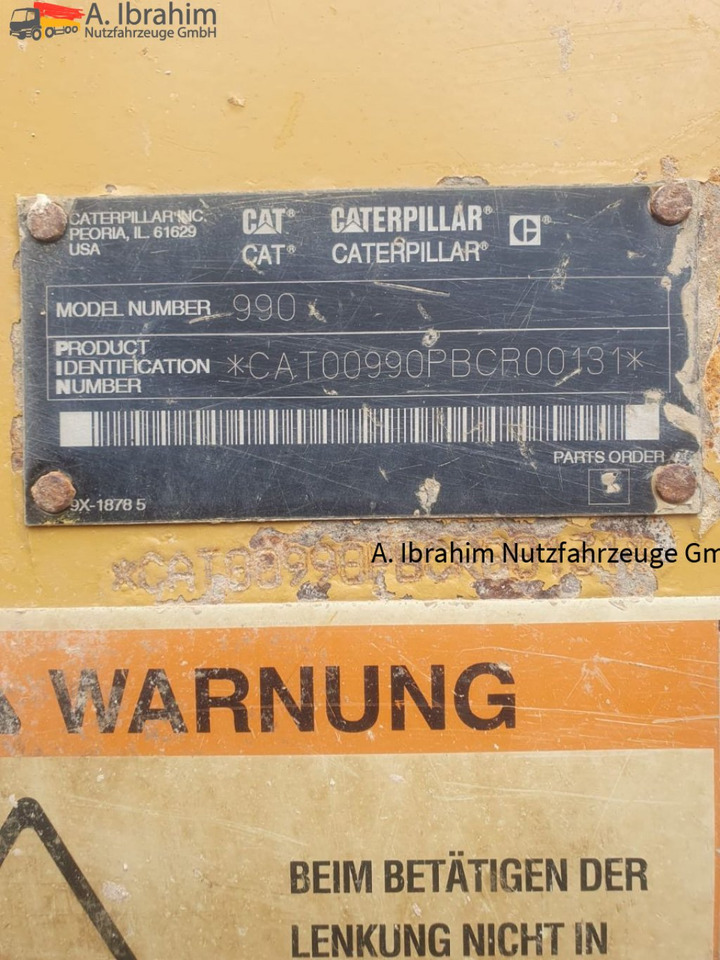 A. Ibrahim
Nutzfahrzeuge GmbH
CATERPILLAR INC.
PEORIA, IL. 61629
USA
CAT® CATERPILLAR®
CAT® CATERPILLAR®
MODEL NUMBER 990
PRODUCT
IDENTIFICATION
NUMBER
*CAT00990PBCR00131*
PARTS ORDER
9X-1878 5
A. Ibrahim Nutzfahrzeuge Gm
WARNUNG
BEIM BETÄTIGEN DER
LENKUNG NICHT IN